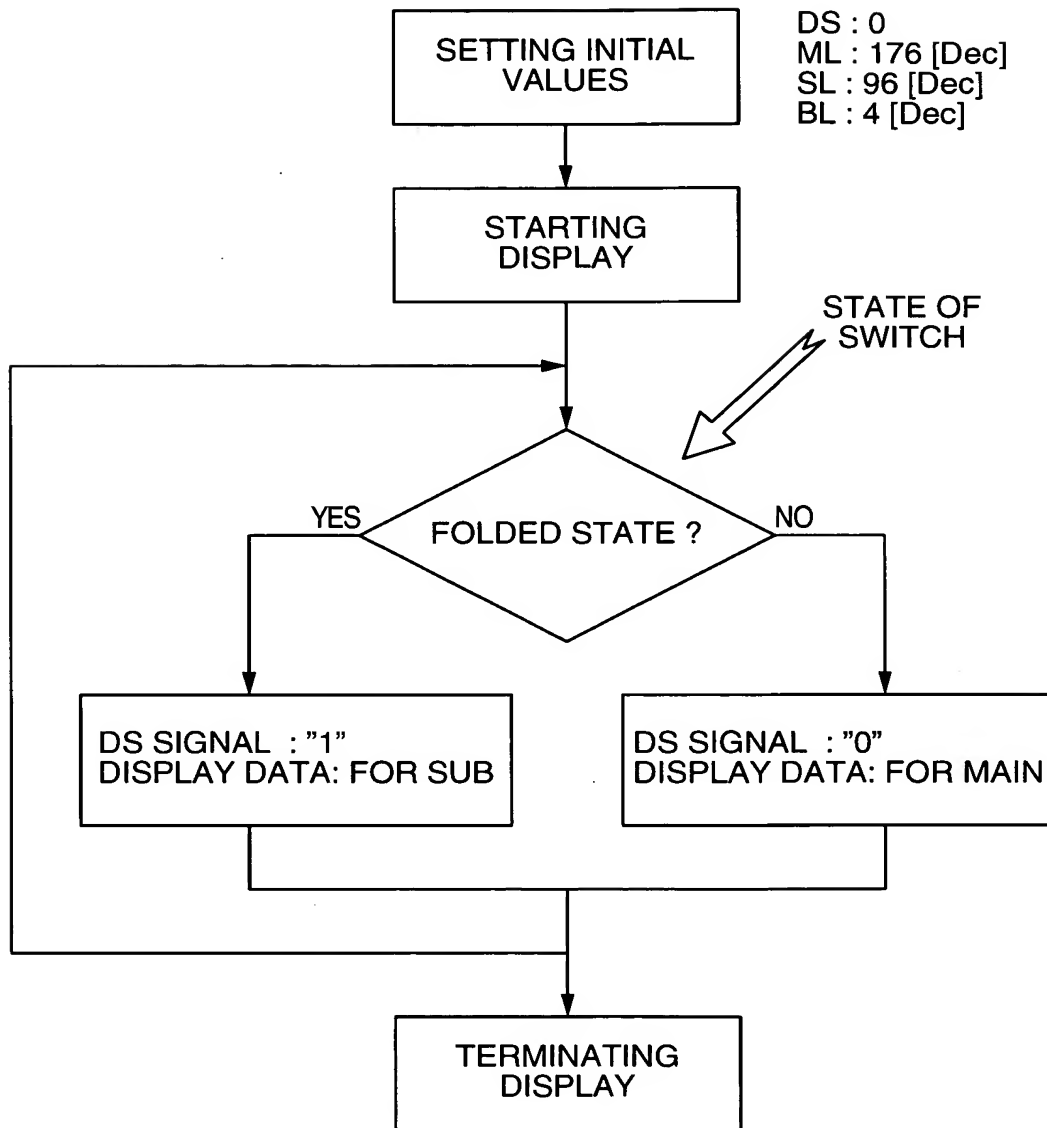 SETTING INITIAL
VALUES
DS : 0
ML : 176 [Dec]
SL : 96 [Dec]
BL : 4 [Dec]
STARTING
DISPLAY
STATE OF
SWITCH
YES
FOLDED STATE ?
NO
DS SIGNAL : "1"
DISPLAY DATA: FOR SUB
DS SIGNAL : "0"
DISPLAY DATA: FOR MAIN
TERMINATING
DISPLAY